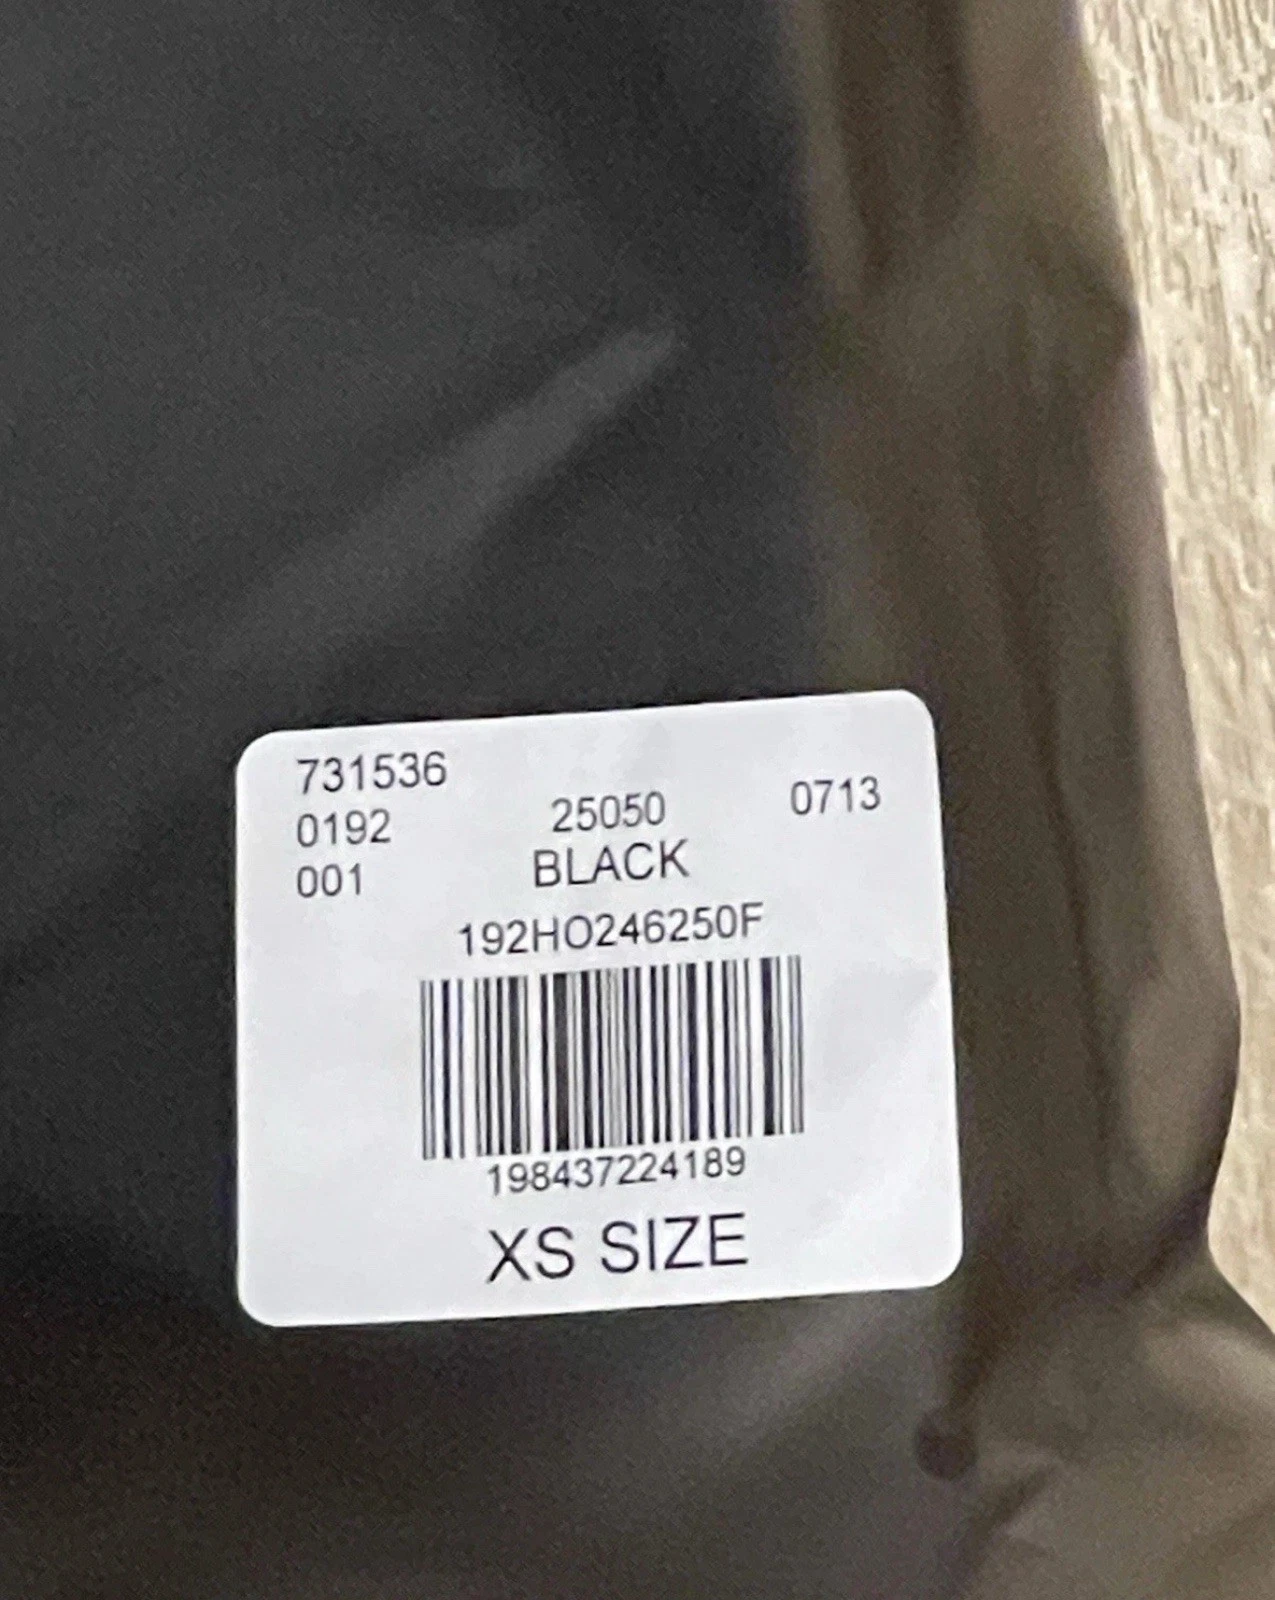 731536
0192 25050 0713
001 BLACK
192HO246250F
198437224189
XS SIZE